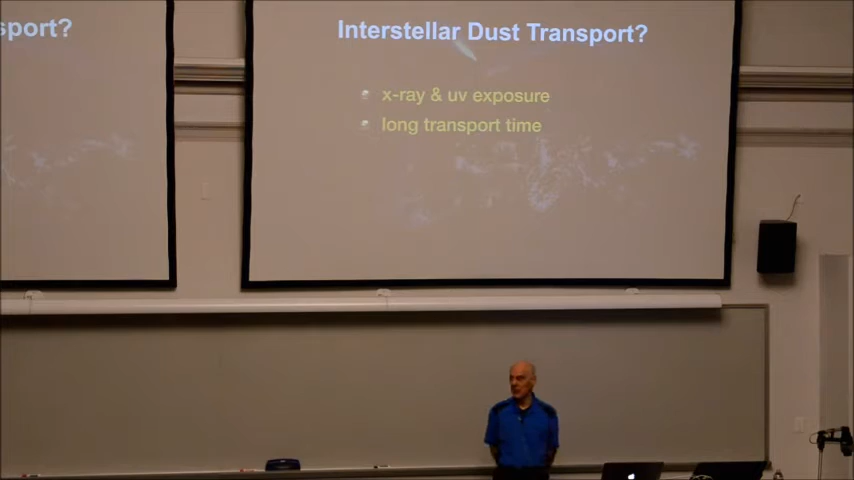 sport?
Interstellar Dust Transport?
x-ray & uv exposure
long transport time